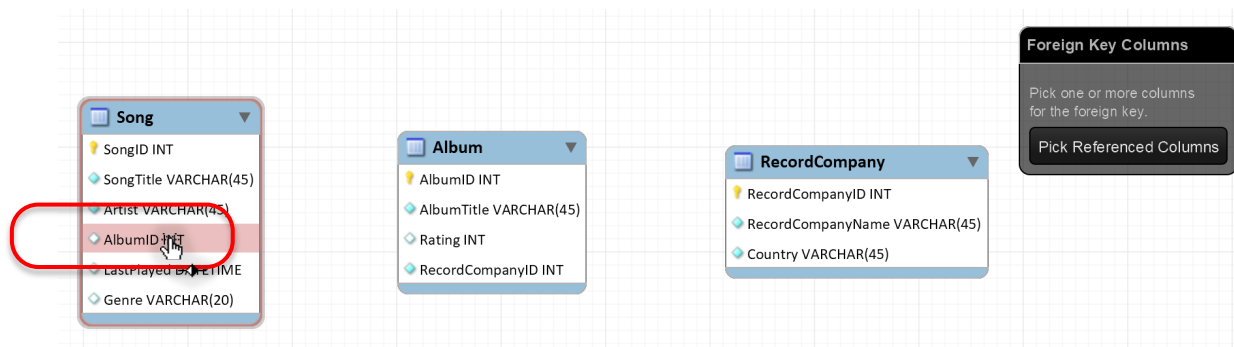 Foreign Key Columns
Pick one or more columns
for the foreign key.
Pick Referenced Columns
Song
SongID INT
SongTitle VARCHAR(45)
Artist VARCHAR(45)
AlbumID INT
LastPlayed DATETIME
Genre VARCHAR(20)
Album
AlbumID INT
AlbumTitle VARCHAR(45)
Rating INT
RecordCompanyID INT
RecordCompany
RecordCompanyID INT
RecordCompanyName VARCHAR(45)
Country VARCHAR(45)